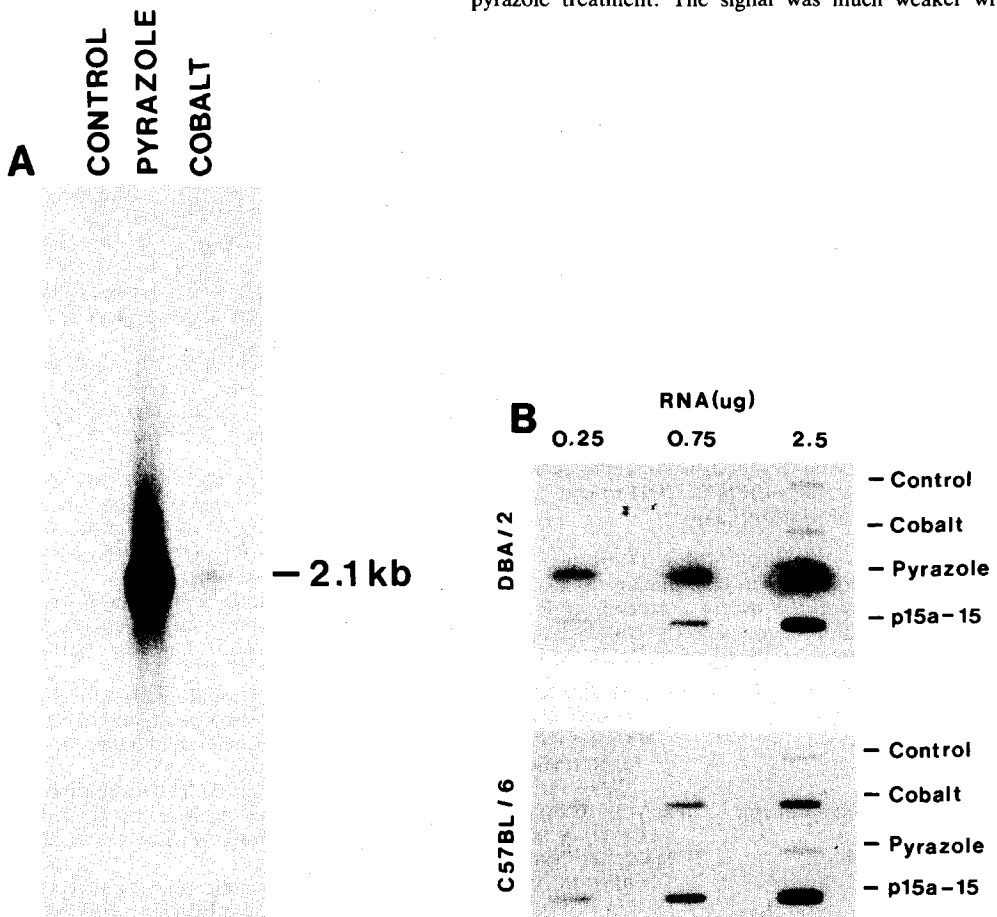 pyrazole treatment. The signal was much weaker wi
A
CONTROL
PYRAZOLE
COBALT
– 2.1 kb
B
RNA(ug)
0.25 0.75 2.5
DBA/2
– Control
– Cobalt
– Pyrazole
– p15a-15
C57BL/6
– Control
– Cobalt
– Pyrazole
– p15a-15